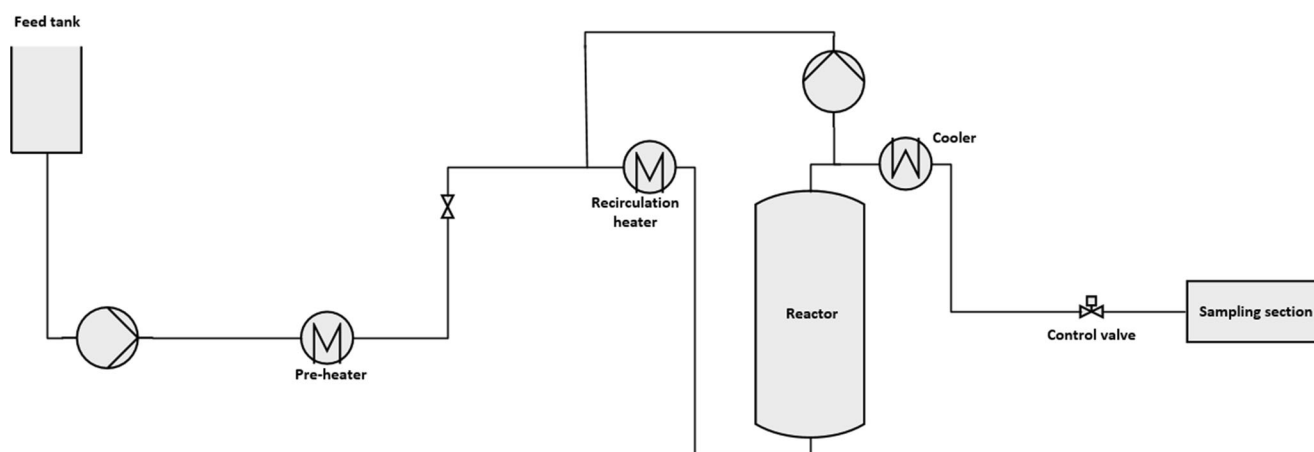 Feed tank
Cooler
Recirculation
heater
Reactor
Sampling section
Control valve
Pre-heater